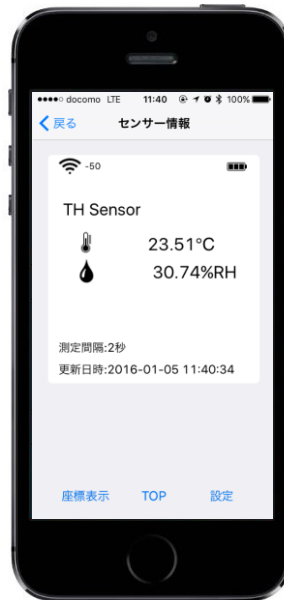 docomo LTE 11:40 100%
戻る センサー情報
-50
TH Sensor
23.51°C
30.74%RH
測定間隔:2秒
更新日時:2016-01-05 11:40:34
座標表示 TOP 設定